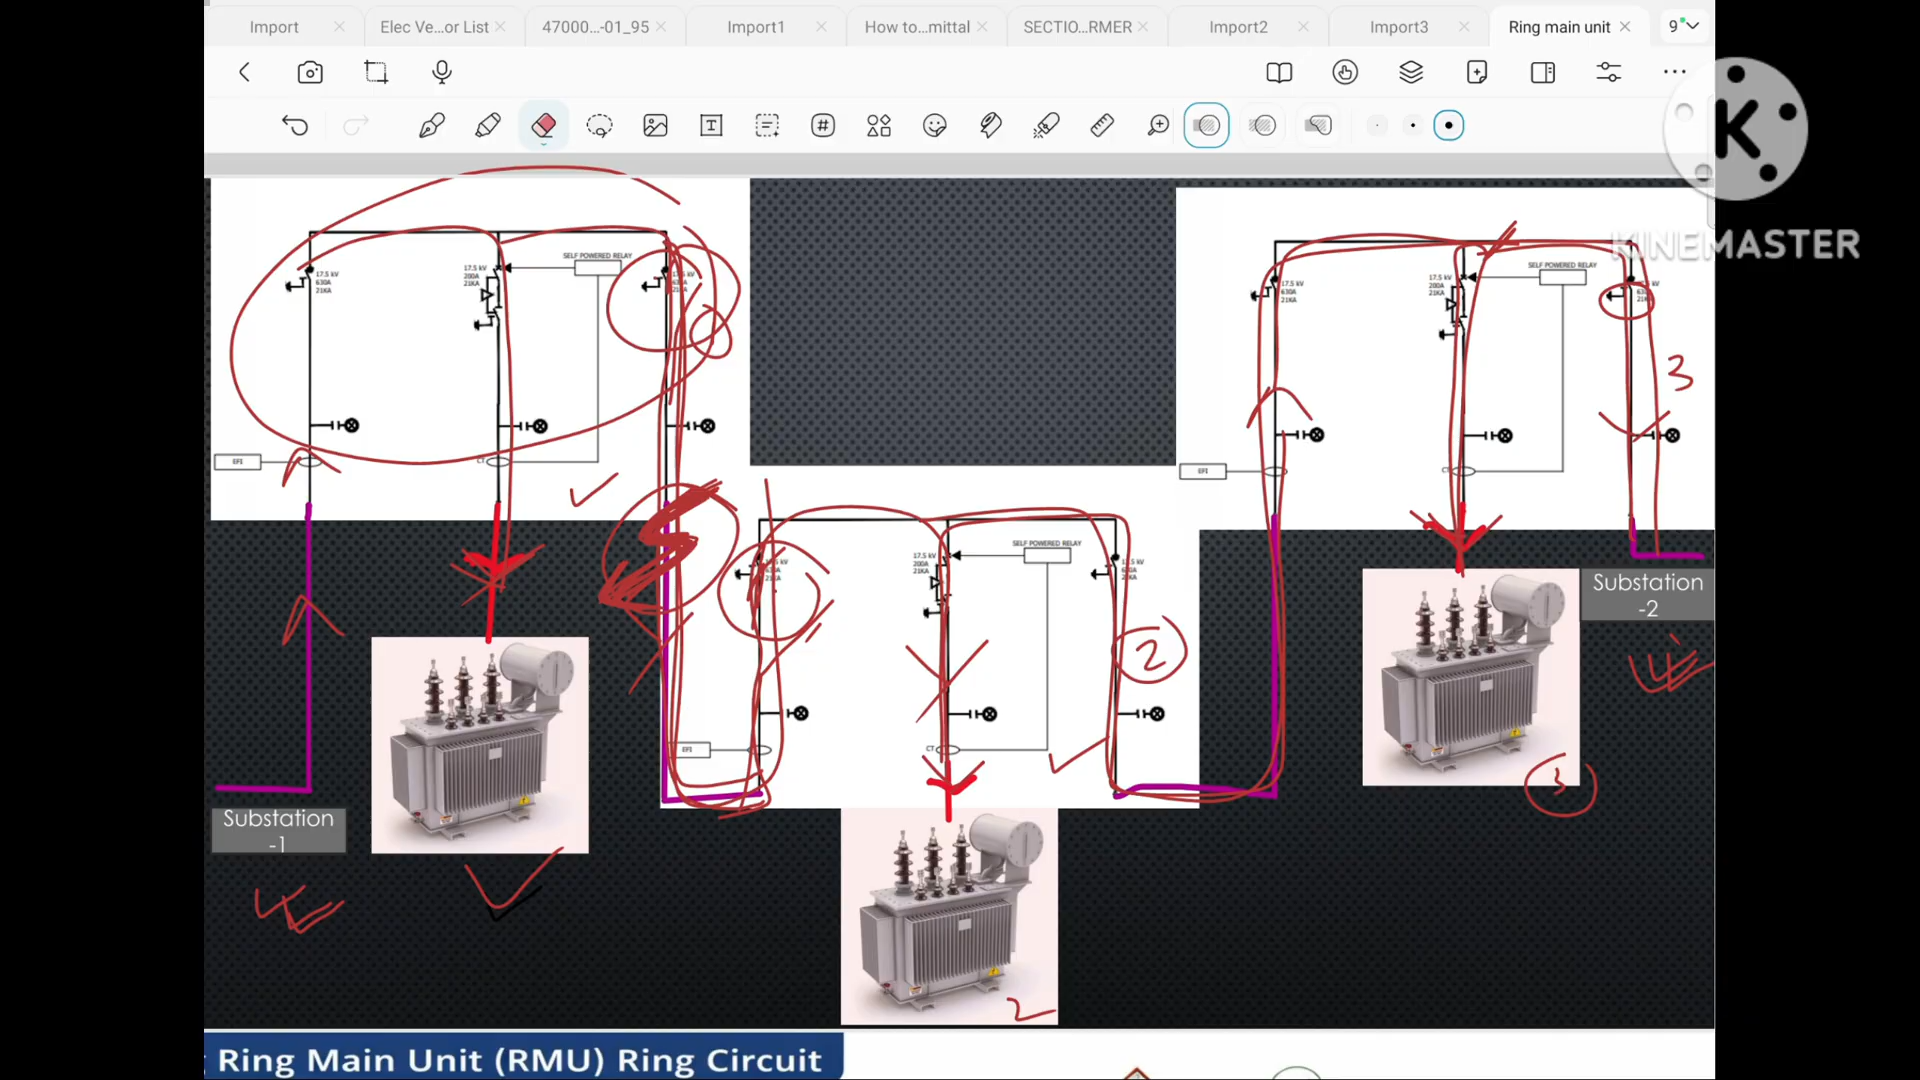 Import
Elec Ve...or List
47000...-01_95
Import1
How to...mittal
SECTIO...RMER
Import2
Import3
Ring main unit
9
K
KINEMASTER
SELF POWERED RELAY
17.5 kV
630A
21KA
17.5 kV
200A
21KA
EFI
CT
SELF POWERED RELAY
17.5 kV
630A
21KA
17.5 kV
200A
21KA
3
EFI
SELF POWERED RELAY
17.5 kV
200A
21KA
2
EFI
CT
Substation
-2
3
Substation
-1
2
Ring Main Unit (RMU) Ring Circuit